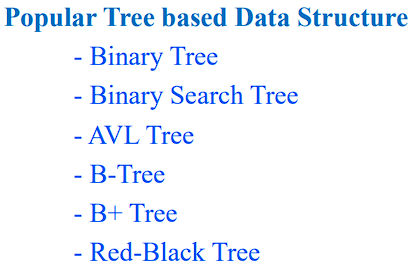 Popular Tree based Data Structure
- Binary Tree
- Binary Search Tree
- AVL Tree
- B-Tree
- B+ Tree
- Red-Black Tree